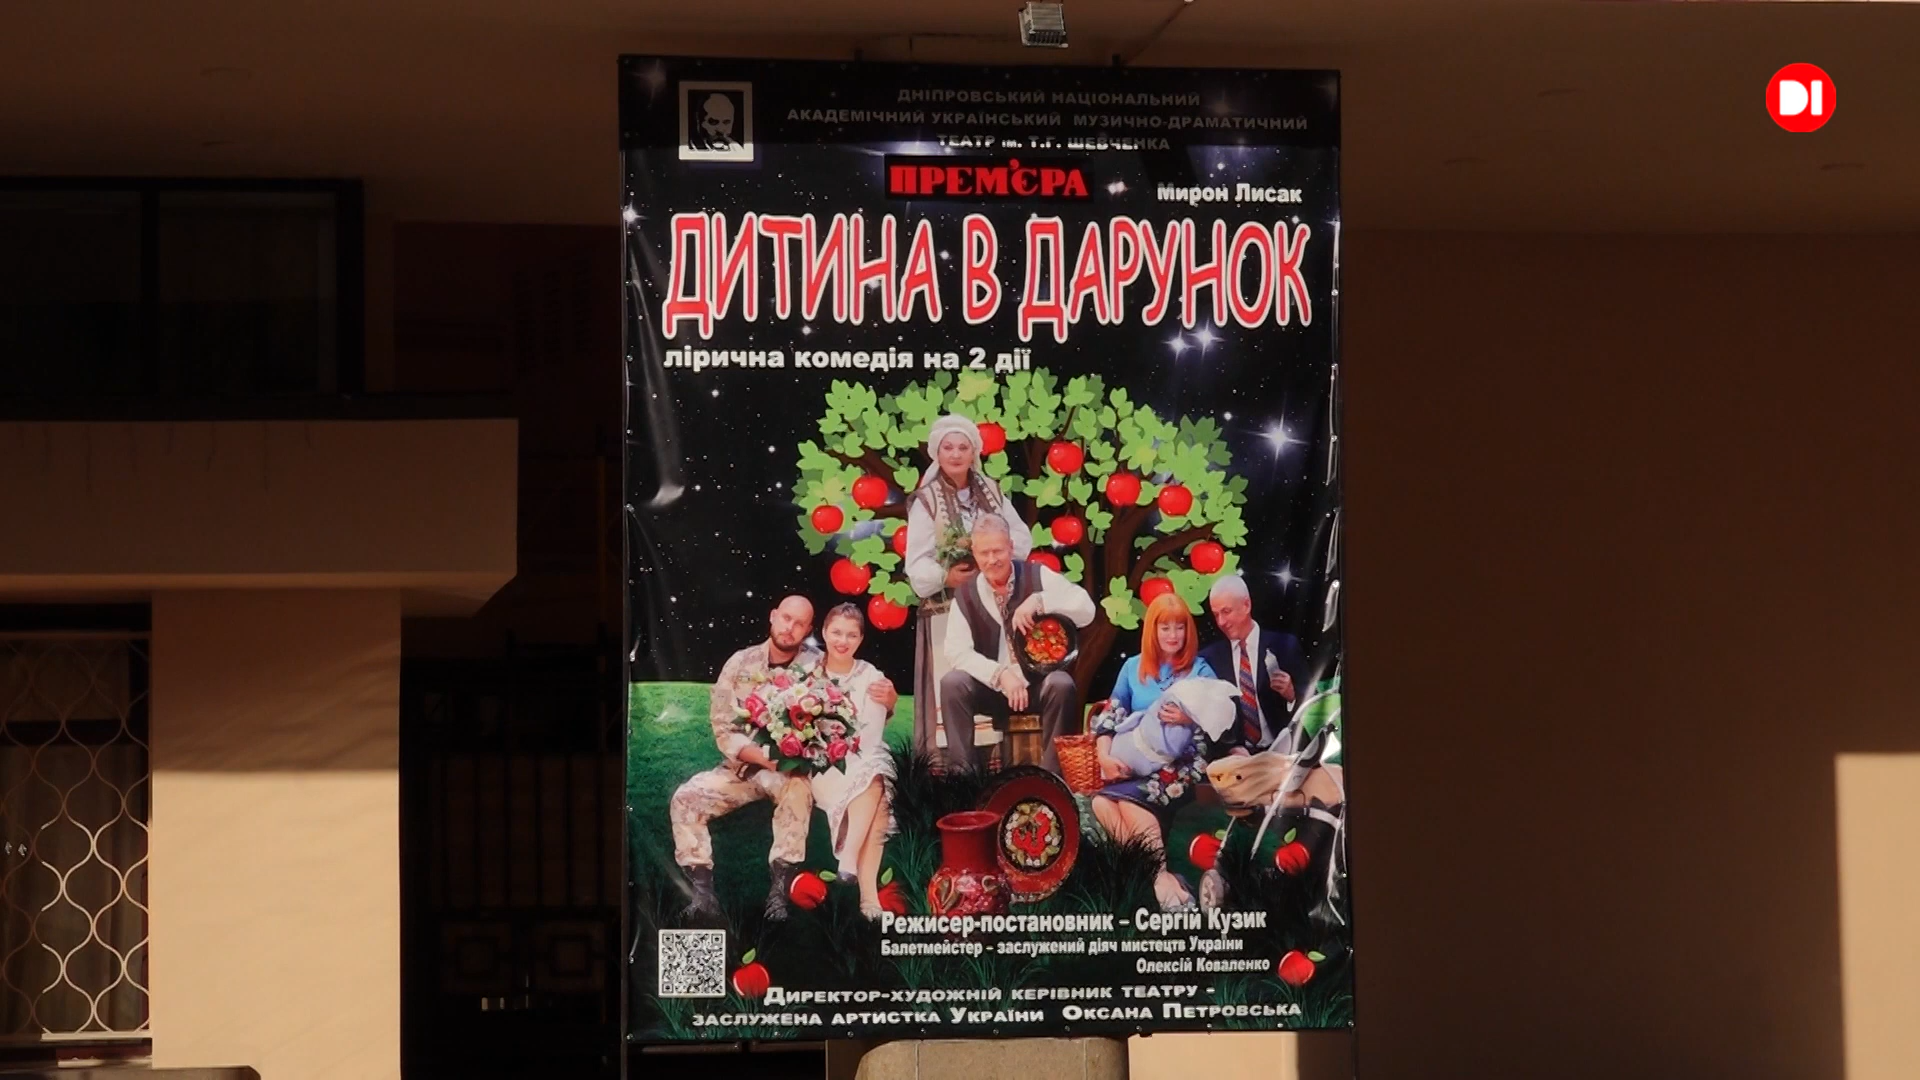 DI
ДНІПРОВСЬКИЙ НАЦІОНАЛЬНИЙ
АКАДЕМІЧНИЙ УКРАЇНСЬКИЙ МУЗИЧНО-ДРАМАТИЧНИЙ
ТЕАТР ім. Т.Г. ШЕВЧЕНКА
ПРЕМ'ЄРА
Мирон Лисак
ДИТИНА В ДАРУНОК
лірична комедія на 2 дії
Режисер-постановник – Сергій Кузик
Балетмейстер – заслужений діяч мистецтв України
Олексій Коваленко
Директор-художній керівник театру -
заслужена артистка України Оксана Петровська